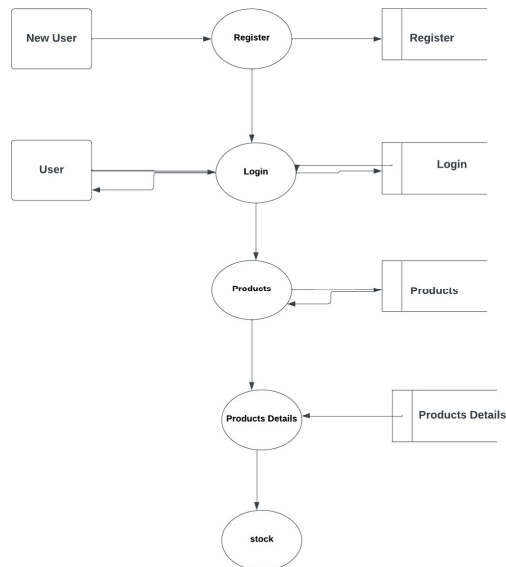 New User
Register
Register
User
Login
Login
Products
Products
Products Details
Products Details
stock